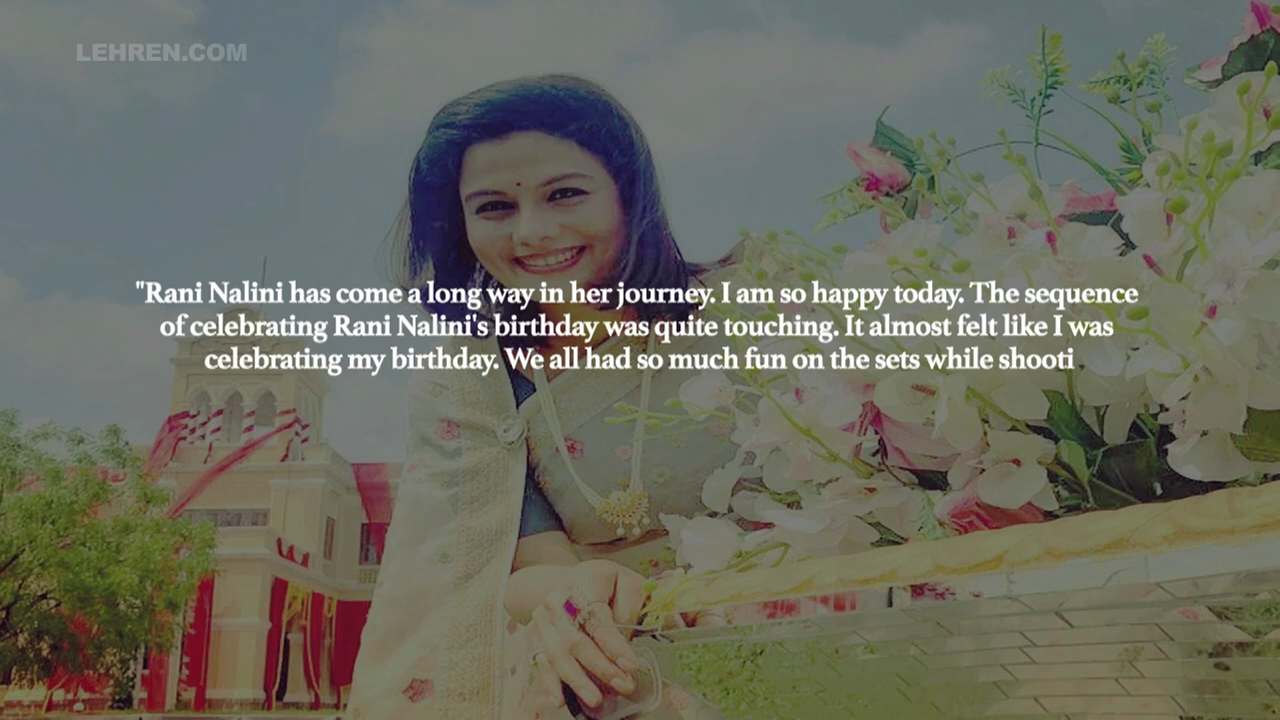 LEHREN.COM
"Rani Nalini has come a long way in her journey. I am so happy today. The sequence
of celebrating Rani Nalini's birthday was quite touching. It almost felt like I was
celebrating my birthday. We all had so much fun on the sets while shooti